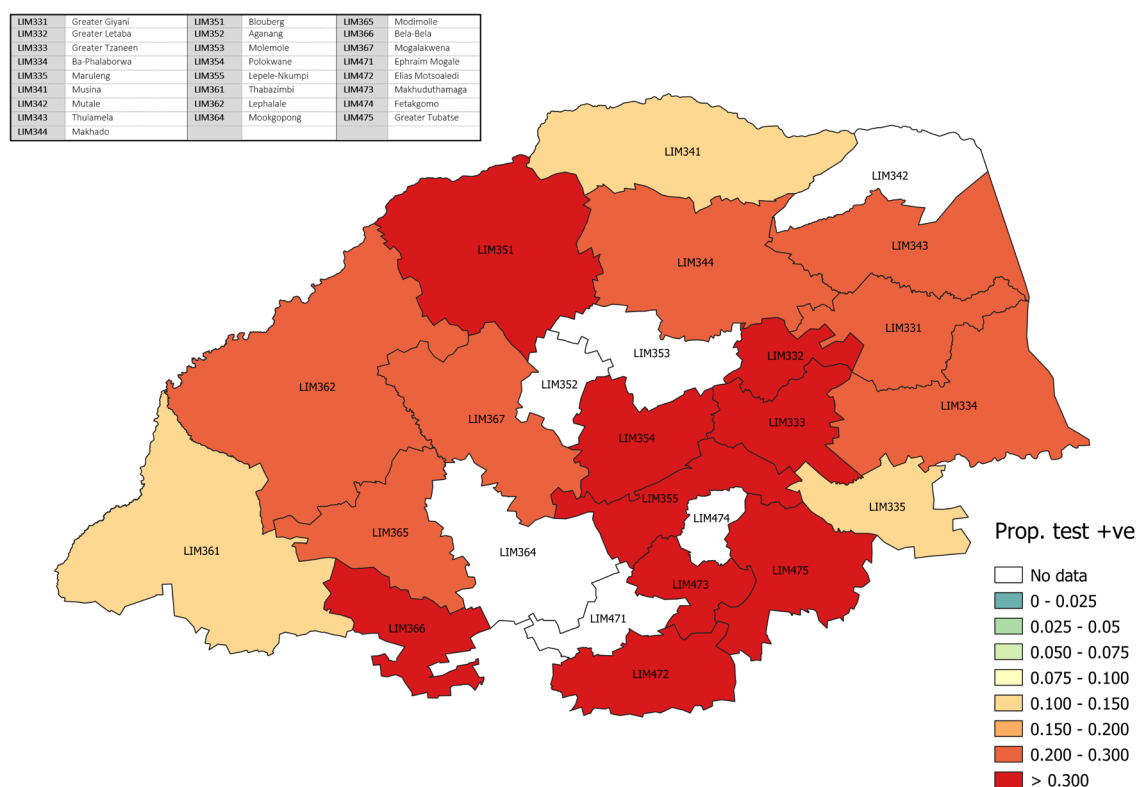 LIM331 Greater Giyani LIM351 Blouberg LIM365 Modimolle
LIM332 Greater Letaba LIM352 Aganang LIM366 Bela-Bela
LIM333 Greater Tzaneen LIM353 Molemole LIM367 Mogalakwena
LIM334 Ba-Phalaborwa LIM354 Polokwane LIM471 Ephraim Mogale
LIM335 Maruleng LIM355 Lepele-Nkumpi LIM472 Elias Motsoaledi
LIM341 Musina LIM361 Thabazimbi LIM473 Makhuduthamaga
LIM342 Mutale LIM362 Lephalale LIM474 Fetakgomo
LIM343 Thulamela LIM364 Mookgopong LIM475 Greater Tubatse
LIM344 Makhado
LIM341
LIM342
LIM343
LIM351
LIM344
LIM331
LIM353
LIM332
LIM352
LIM362
LIM334
LIM367
LIM333
LIM354
LIM355
LIM335
LIM474
LIM365
LIM361
LIM364
LIM475
LIM473
LIM471
LIM366
LIM472
Prop. test +ve
No data
0 - 0.025
0.025 - 0.05
0.050 - 0.075
0.075 - 0.100
0.100 - 0.150
0.150 - 0.200
0.200 - 0.300
> 0.300